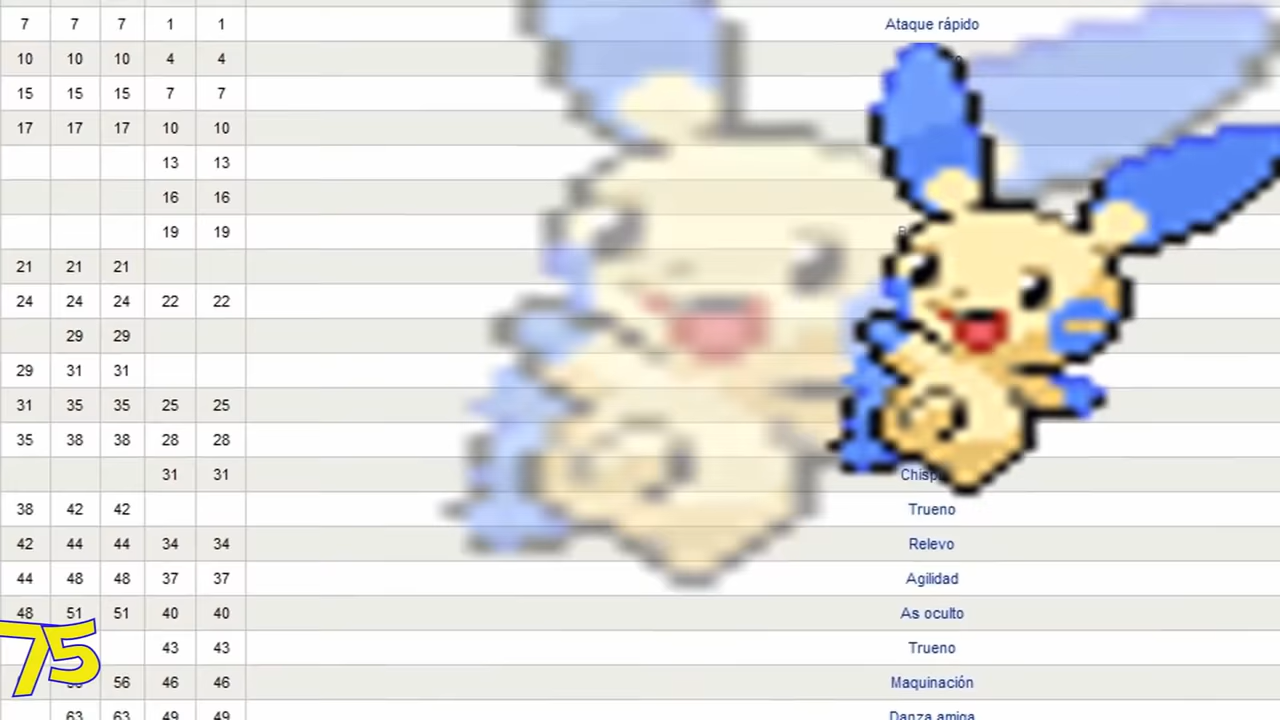 7 7 7 1 1 Ataque rápido
10 10 10 4 4
15 15 15 7 7
17 17 17 10 10
13 13
16 16
19 19
21 21 21
24 24 24 22 22
29 29
29 31 31
31 35 35 25 25
35 38 38 28 28
31 31
38 42 42 Trueno
42 44 44 34 34 Relevo
44 48 48 37 37 Agilidad
48 51 51 40 40 As oculto
75
43 43 Trueno
56 46 46 Maquinación
63 63 49 49 Danza amiga